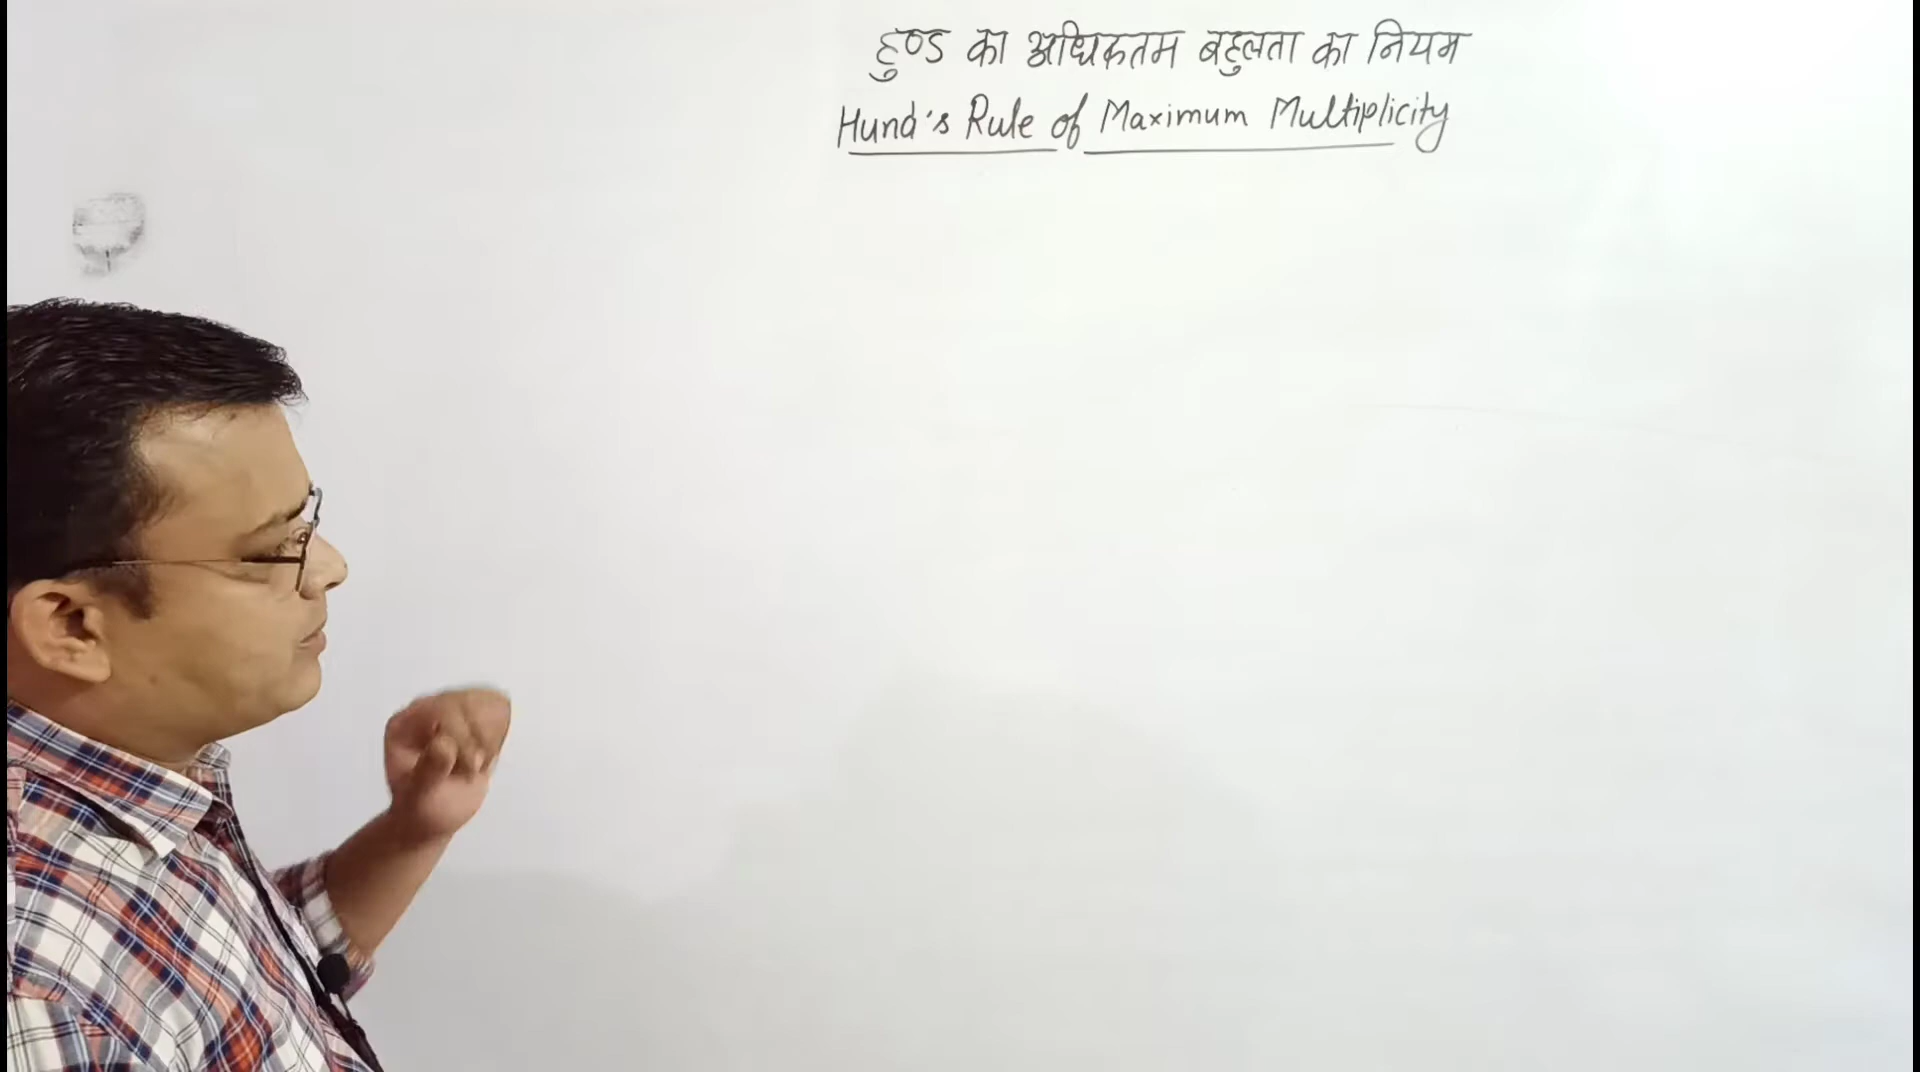 हुण्ड का अधिकतम बहुलता का नियम
Hund's Rule of Maximum Multiplicity